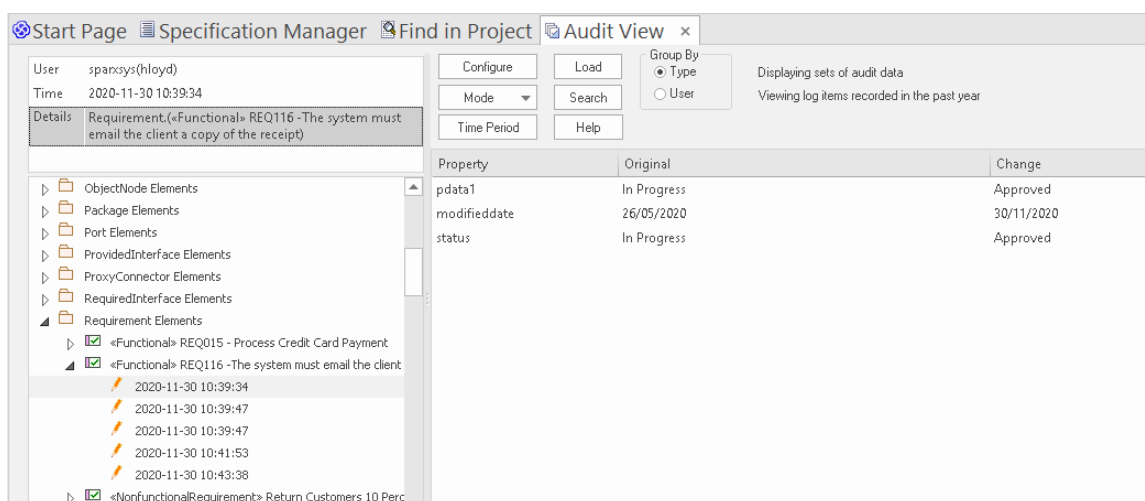 Start Page Specification Manager Find in Project Audit View ×
User sparxsys(hloyd)
Time 2020-11-30 10:39:34
Details Requirement.(«Functional» REQ116 -The system must
email the client a copy of the receipt)
Configure Load
Mode Search
Time Period Help
Group By
Type
User
Displaying sets of audit data
Viewing log items recorded in the past year
ObjectNode Elements
Package Elements
Port Elements
ProvidedInterface Elements
ProxyConnector Elements
RequiredInterface Elements
Requirement Elements
«Functional» REQ015 - Process Credit Card Payment
«Functional» REQ116 -The system must email the client
2020-11-30 10:39:34
2020-11-30 10:39:47
2020-11-30 10:39:47
2020-11-30 10:41:53
2020-11-30 10:43:38
«NonfunctionalRequirement» Return Customers 10 Perc
Property Original Change
pdata1 In Progress Approved
modifieddate 26/05/2020 30/11/2020
status In Progress Approved